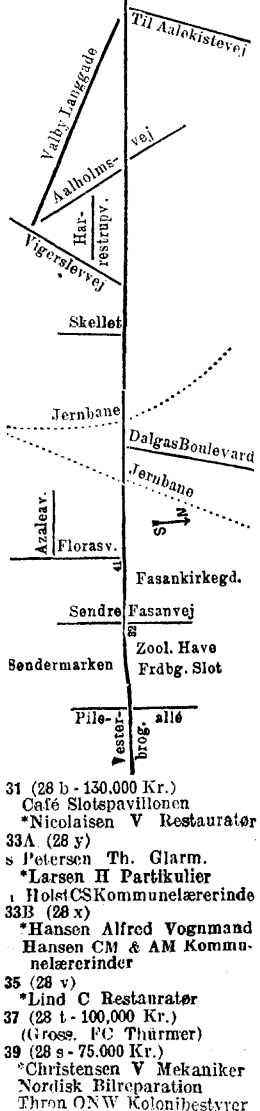 Til Aalekistevej
Valby Langgade
Aalholms-
vej
Har-
restrupv.
Vigerslevvej
Skellet
Jernbane
Dalgas Boulevard
Jernbane
S N
Azaleav.
Florasv.
41
Fasankirkegd.
Søndre Fasanvej
32
Zool. Have
Søndermarken Frdbg. Slot
Pile- allé
Vester-
brog.
31 (28 b - 130.000 Kr.)
Café Slotspavillonen
*Nicolaisen V Restauratør
33A (28 y)
s Petersen Th. Glarm.
*Larsen H Partikulier
1 Holst CS Kommunelærerinde
33B (28 x)
*Hansen Alfred Vognmand
Hansen CM & AM Kommu-
nelærerinder
35 (28 v)
*Lind C Restauratør
37 (28 t - 100,000 Kr.)
(Gross. FC Thürmer)
39 (28 s - 75.000 Kr.)
*Christensen V Mekaniker
Nordisk Bilreparation
Thron ONW Kolonibestyrer